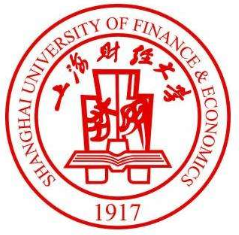 SHANGHAI UNIVERSITY OF FINANCE & ECONOMICS
上海财经大学
1917